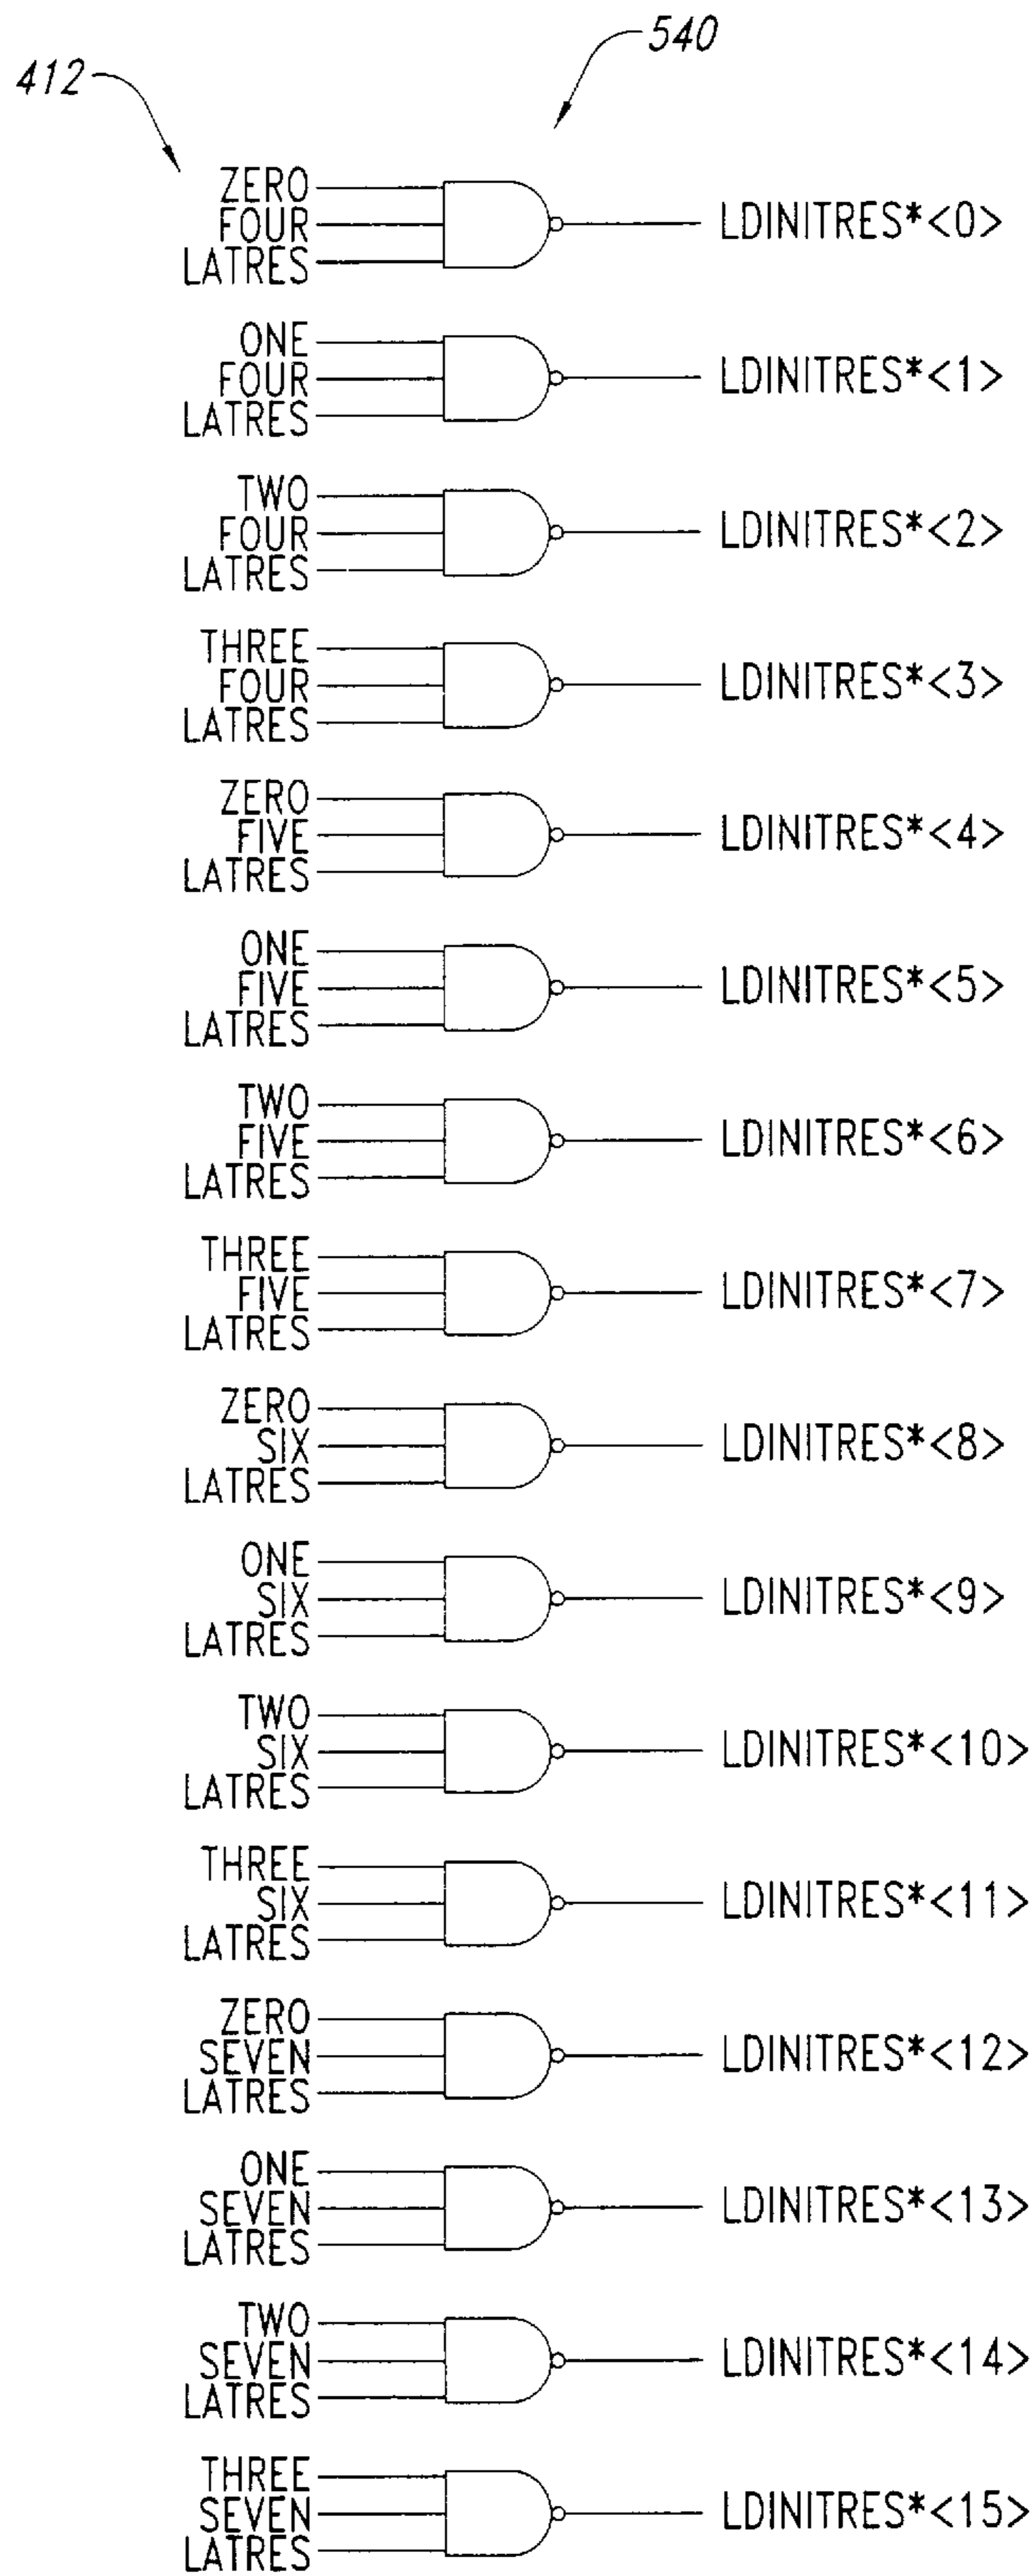 540
412
ZERO
FOUR LDINITRES*<0>
LATRES
ONE
FOUR LDINITRES*<1>
LATRES
TWO
FOUR LDINITRES*<2>
LATRES
THREE
FOUR LDINITRES*<3>
LATRES
ZERO
FIVE LDINITRES*<4>
LATRES
ONE
FIVE LDINITRES*<5>
LATRES
TWO
FIVE LDINITRES*<6>
LATRES
THREE
FIVE LDINITRES*<7>
LATRES
ZERO
SIX LDINITRES*<8>
LATRES
ONE
SIX LDINITRES*<9>
LATRES
TWO
SIX LDINITRES*<10>
LATRES
THREE
SIX LDINITRES*<11>
LATRES
ZERO
SEVEN LDINITRES*<12>
LATRES
ONE
SEVEN LDINITRES*<13>
LATRES
TWO
SEVEN LDINITRES*<14>
LATRES
THREE
SEVEN LDINITRES*<15>
LATRES